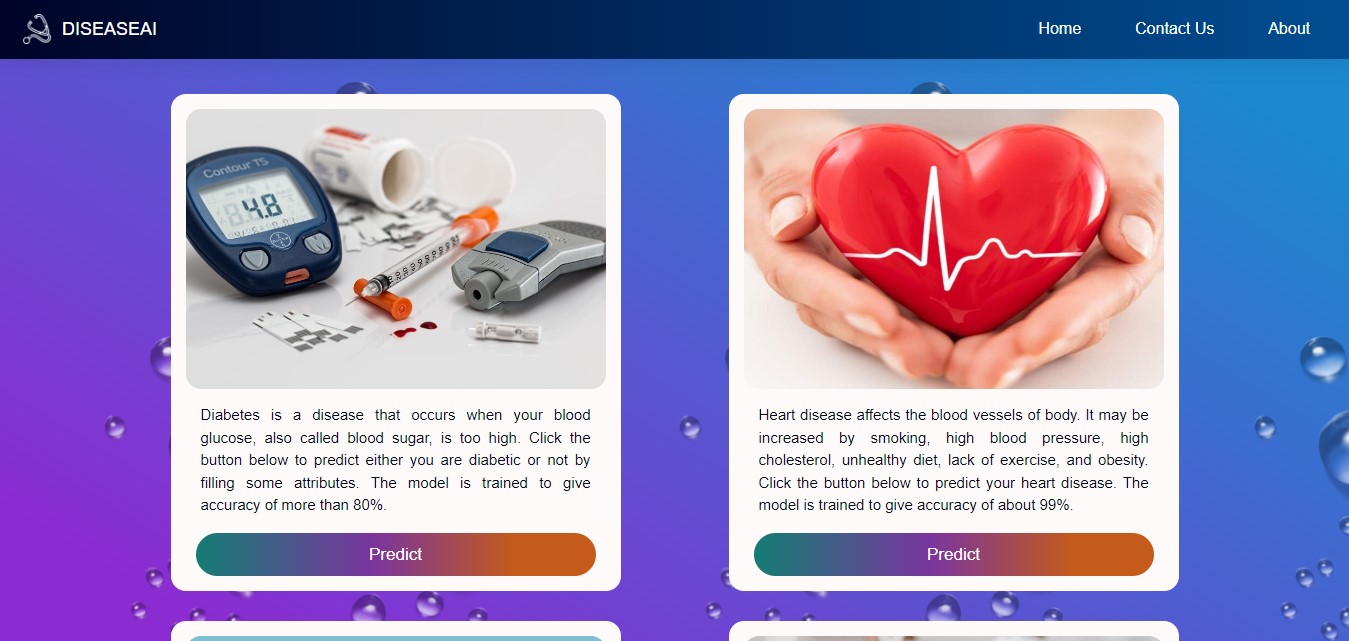 DISEASEAI
Home
Contact Us
About
Contour TS
4.8
BAYER
M
Diabetes is a disease that occurs when your blood
glucose, also called blood sugar, is too high. Click the
button below to predict either you are diabetic or not by
filling some attributes. The model is trained to give
accuracy of more than 80%.
Predict
Heart disease affects the blood vessels of body. It may be
increased by smoking, high blood pressure, high
cholesterol, unhealthy diet, lack of exercise, and obesity.
Click the button below to predict your heart disease. The
model is trained to give accuracy of about 99%.
Predict